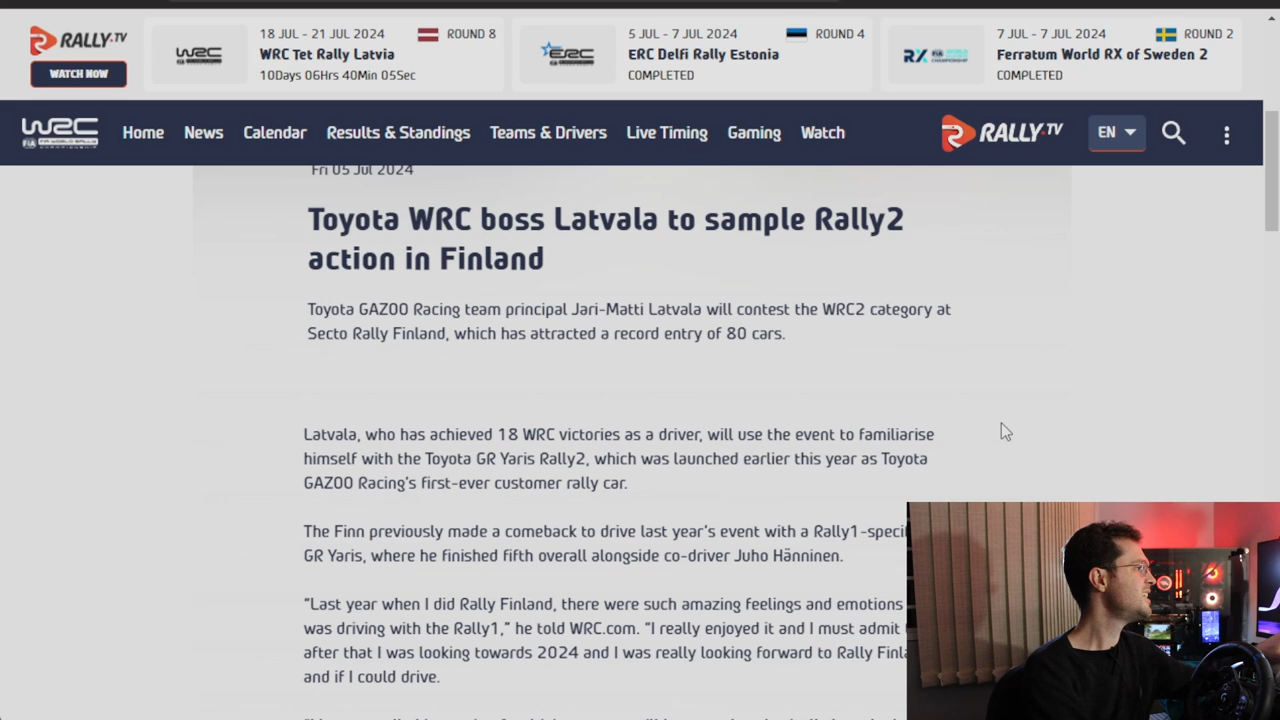 RALLY.TV
WATCH NOW
WRC
18 JUL - 21 JUL 2024
ROUND 8
WRC Tet Rally Latvia
10Days 06Hrs 40Min 05Sec
ERC
5 JUL - 7 JUL 2024
ROUND 4
ERC Delfi Rally Estonia
COMPLETED
RX
7 JUL - 7 JUL 2024
ROUND 2
Ferratum World RX of Sweden 2
COMPLETED
WRC
FIA WORLD RALLY
CHAMPIONSHIP
Home News Calendar Results & Standings Teams & Drivers Live Timing Gaming Watch
RALLY.TV
EN
Fri 05 Jul 2024
Toyota WRC boss Latvala to sample Rally2
action in Finland
Toyota GAZOO Racing team principal Jari-Matti Latvala will contest the WRC2 category at
Secto Rally Finland, which has attracted a record entry of 80 cars.
Latvala, who has achieved 18 WRC victories as a driver, will use the event to familiarise
himself with the Toyota GR Yaris Rally2, which was launched earlier this year as Toyota
GAZOO Racing's first-ever customer rally car.
The Finn previously made a comeback to drive last year's event with a Rally1-speci
GR Yaris, where he finished fifth overall alongside co-driver Juho Hänninen.
“Last year when I did Rally Finland, there were such amazing feelings and emotions
was driving with the Rally1,” he told WRC.com. “I really enjoyed it and I must admit
after that I was looking towards 2024 and I was really looking forward to Rally Finla
and if I could drive.